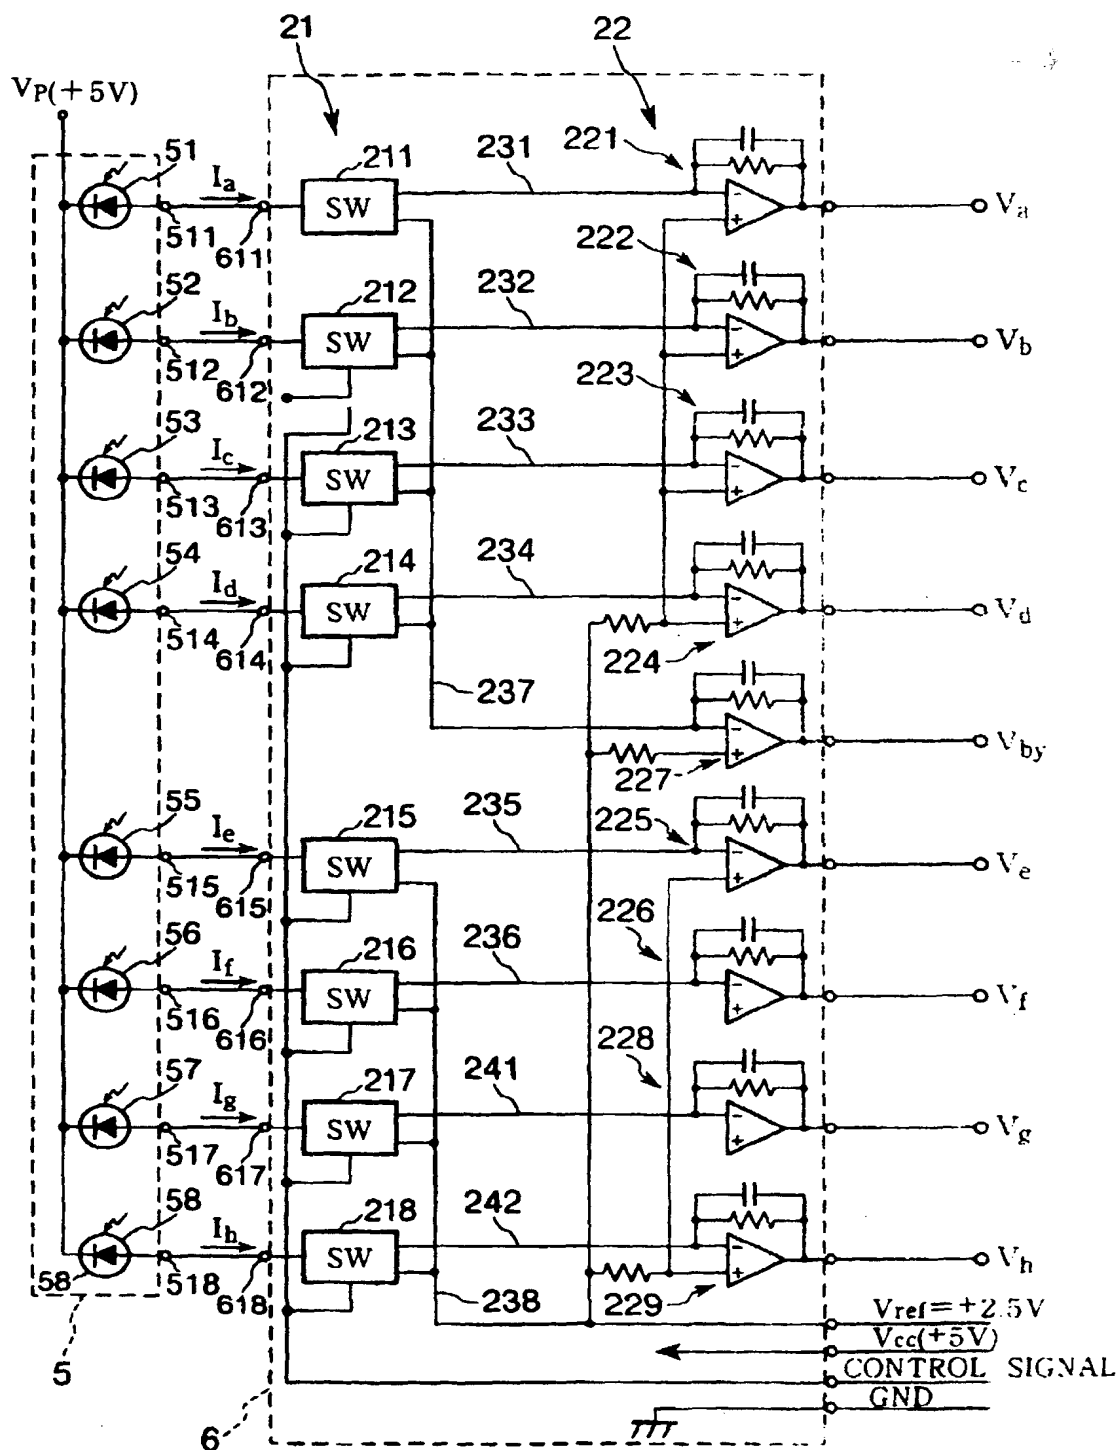 21
22
VP(+5V)
51
Ia
211
SW
231
221
-
+
Va
511
611
222
52
Ib
212
SW
232
-
+
Vb
512
612
223
53
Ic
213
SW
233
-
+
Vc
513
613
54
Id
214
SW
234
-
+
Vd
514
614
224
237
-
+
Vby
227
55
Ie
215
SW
235
225
-
+
Ve
515
615
226
56
If
216
SW
236
-
+
Vf
516
616
228
57
Ig
217
SW
241
-
+
Vg
517
617
58
Ih
218
SW
242
-
+
Vh
58
518
618
238
229
Vref=+2.5V
Vcc(+5V)
CONTROL SIGNAL
GND
5
6